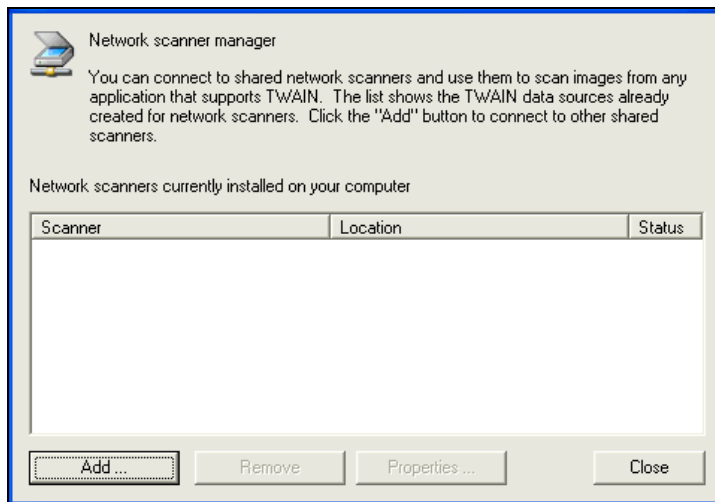 Network scanner manager
You can connect to shared network scanners and use them to scan images from any
application that supports TWAIN.  The list shows the TWAIN data sources already
created for network scanners.  Click the "Add" button to connect to other shared
scanners.
Network scanners currently installed on your computer
Scanner Location Status
Add ... Remove Properties ... Close